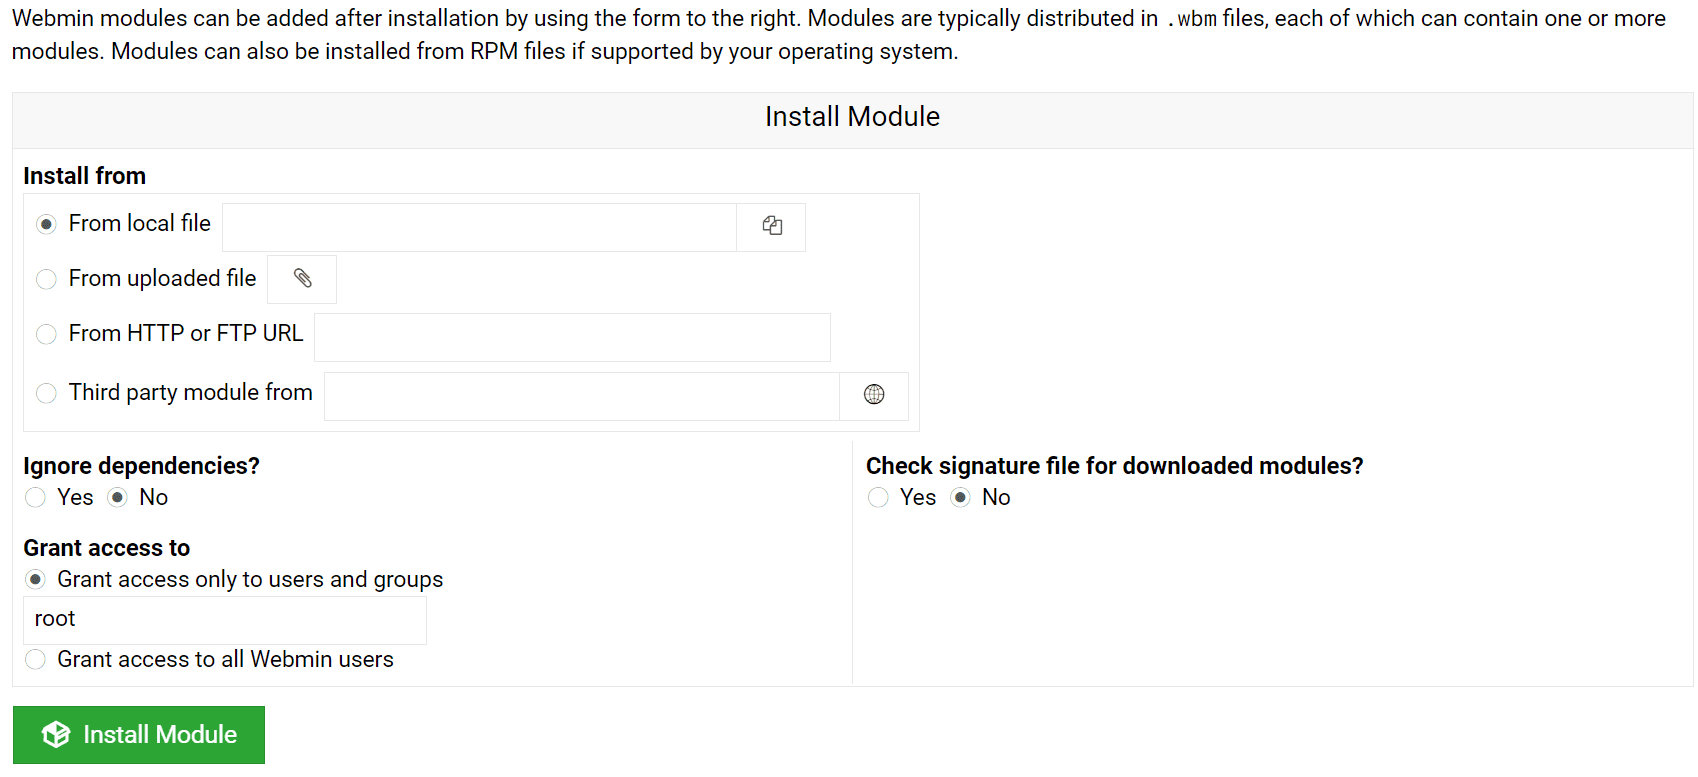 Webmin modules can be added after installation by using the form to the right. Modules are typically distributed in .wbm files, each of which can contain one or more
modules. Modules can also be installed from RPM files if supported by your operating system.
Install Module
Install from
From local file
From uploaded file
From HTTP or FTP URL
Third party module from
Ignore dependencies?
Yes No
Check signature file for downloaded modules?
Yes No
Grant access to
Grant access only to users and groups
root
Grant access to all Webmin users
Install Module